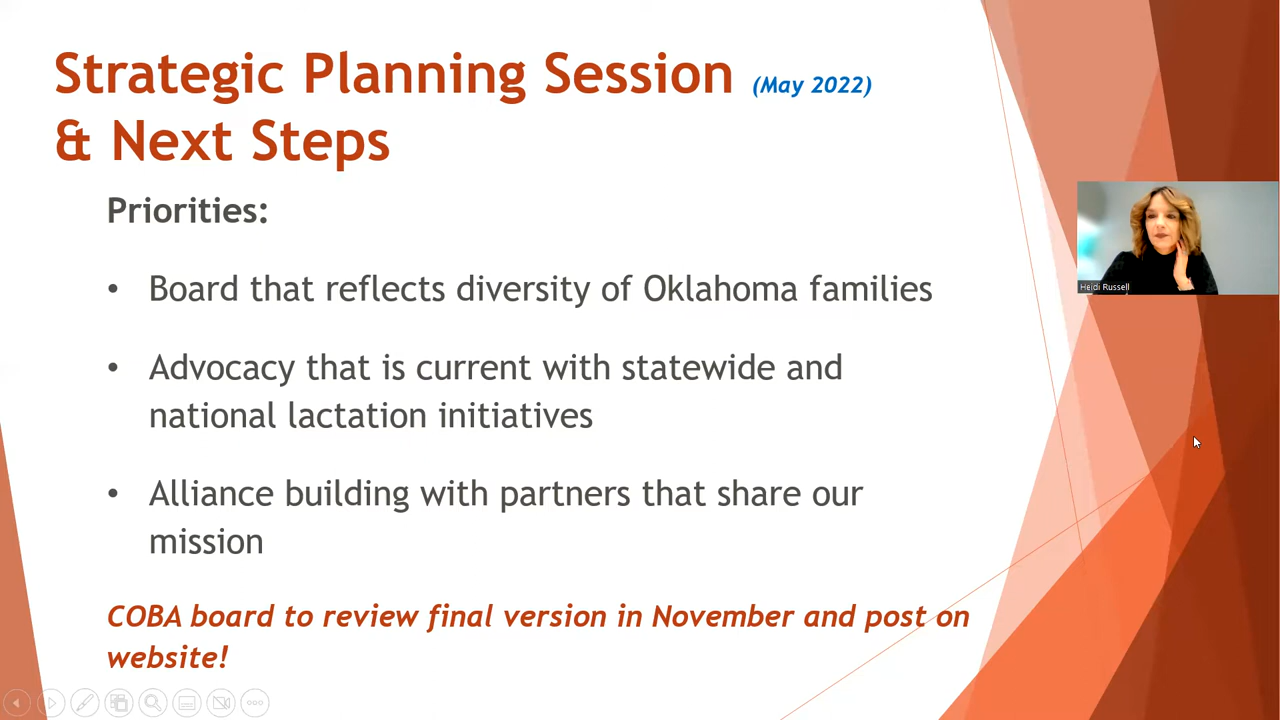 Strategic Planning Session (May 2022)
& Next Steps
Priorities:
• Board that reflects diversity of Oklahoma families
• Advocacy that is current with statewide and
national lactation initiatives
• Alliance building with partners that share our
mission
COBA board to review final version in November and post on
website!
Heidi Russell